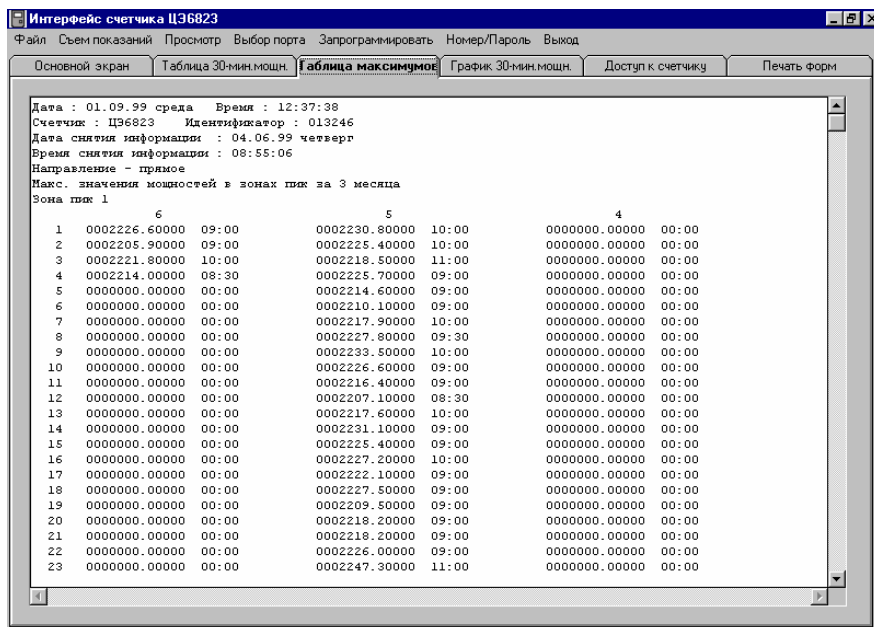 Интерфейс счетчика ЦЭ6823
Файл Съем показаний Просмотр Выбор порта Запрограммировать Номер/Пароль Выход
Основной экран Таблица 30-мин.мощн. Таблица максимумов График 30-мин.мощн. Доступ к счетчику Печать форм
Дата : 01.09.99 среда Время : 12:37:38
Счетчик : ЦЭ6823 Идентификатор : 013246
Дата снятия информации : 04.06.99 четверг
Время снятия информации : 08:55:06
Направление - прямое
Макс. значения мощностей в зонах пик за 3 месяца
Зона пик 1
6 5 4
1 0002226.60000 09:00 0002230.80000 10:00 0000000.00000 00:00
2 0002205.90000 09:00 0002225.40000 10:00 0000000.00000 00:00
3 0002221.80000 10:00 0002218.50000 11:00 0000000.00000 00:00
4 0002214.00000 08:30 0002225.70000 09:00 0000000.00000 00:00
5 0000000.00000 00:00 0002214.60000 09:00 0000000.00000 00:00
6 0000000.00000 00:00 0002210.10000 09:00 0000000.00000 00:00
7 0000000.00000 00:00 0002217.90000 10:00 0000000.00000 00:00
8 0000000.00000 00:00 0002227.80000 09:30 0000000.00000 00:00
9 0000000.00000 00:00 0002233.50000 10:00 0000000.00000 00:00
10 0000000.00000 00:00 0002226.60000 09:00 0000000.00000 00:00
11 0000000.00000 00:00 0002216.40000 09:00 0000000.00000 00:00
12 0000000.00000 00:00 0002207.10000 08:30 0000000.00000 00:00
13 0000000.00000 00:00 0002217.60000 10:00 0000000.00000 00:00
14 0000000.00000 00:00 0002231.10000 09:00 0000000.00000 00:00
15 0000000.00000 00:00 0002225.40000 09:00 0000000.00000 00:00
16 0000000.00000 00:00 0002227.20000 10:00 0000000.00000 00:00
17 0000000.00000 00:00 0002222.10000 09:00 0000000.00000 00:00
18 0000000.00000 00:00 0002227.50000 09:00 0000000.00000 00:00
19 0000000.00000 00:00 0002209.50000 09:00 0000000.00000 00:00
20 0000000.00000 00:00 0002218.20000 09:00 0000000.00000 00:00
21 0000000.00000 00:00 0002218.20000 09:00 0000000.00000 00:00
22 0000000.00000 00:00 0002226.00000 09:00 0000000.00000 00:00
23 0000000.00000 00:00 0002247.30000 11:00 0000000.00000 00:00